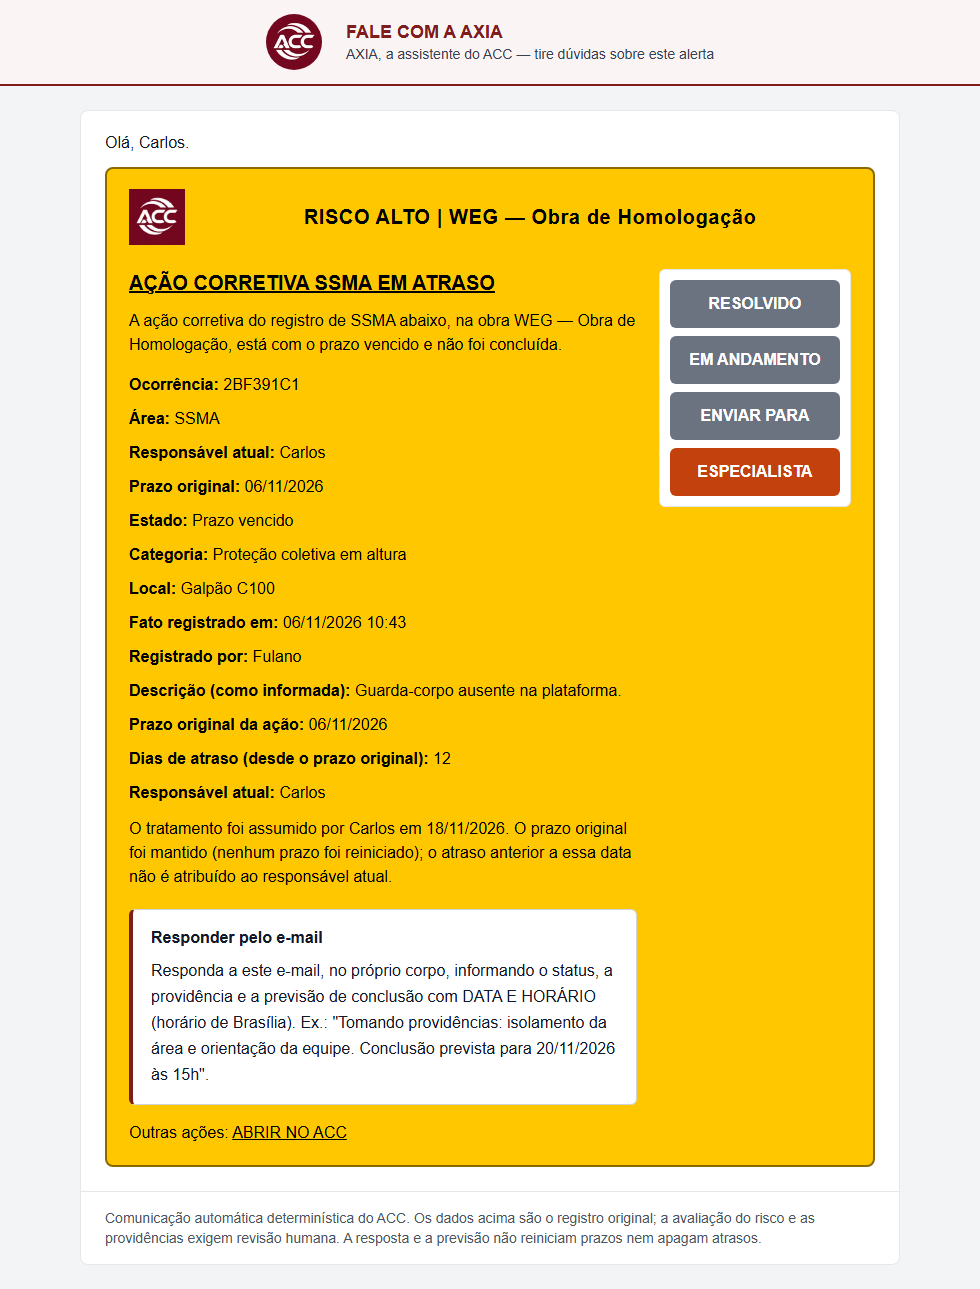 ACC
FALE COM A AXIA
AXIA, a assistente do ACC — tire dúvidas sobre este alerta
Olá, Carlos.
ACC
RISCO ALTO | WEG — Obra de Homologação
AÇÃO CORRETIVA SSMA EM ATRASO
A ação corretiva do registro de SSMA abaixo, na obra WEG — Obra de
Homologação, está com o prazo vencido e não foi concluída.
Ocorrência: 2BF391C1
Área: SSMA
Responsável atual: Carlos
Prazo original: 06/11/2026
Estado: Prazo vencido
Categoria: Proteção coletiva em altura
Local: Galpão C100
Fato registrado em: 06/11/2026 10:43
Registrado por: Fulano
Descrição (como informada): Guarda-corpo ausente na plataforma.
Prazo original da ação: 06/11/2026
Dias de atraso (desde o prazo original): 12
Responsável atual: Carlos
O tratamento foi assumido por Carlos em 18/11/2026. O prazo original
foi mantido (nenhum prazo foi reiniciado); o atraso anterior a essa data
não é atribuído ao responsável atual.
Responder pelo e-mail
Responda a este e-mail, no próprio corpo, informando o status, a
providência e a previsão de conclusão com DATA E HORÁRIO
(horário de Brasília). Ex.: "Tomando providências: isolamento da
área e orientação da equipe. Conclusão prevista para 20/11/2026
às 15h".
Outras ações: ABRIR NO ACC
RESOLVIDO
EM ANDAMENTO
ENVIAR PARA
ESPECIALISTA
Comunicação automática determinística do ACC. Os dados acima são o registro original; a avaliação do risco e as
providências exigem revisão humana. A resposta e a previsão não reiniciam prazos nem apagam atrasos.